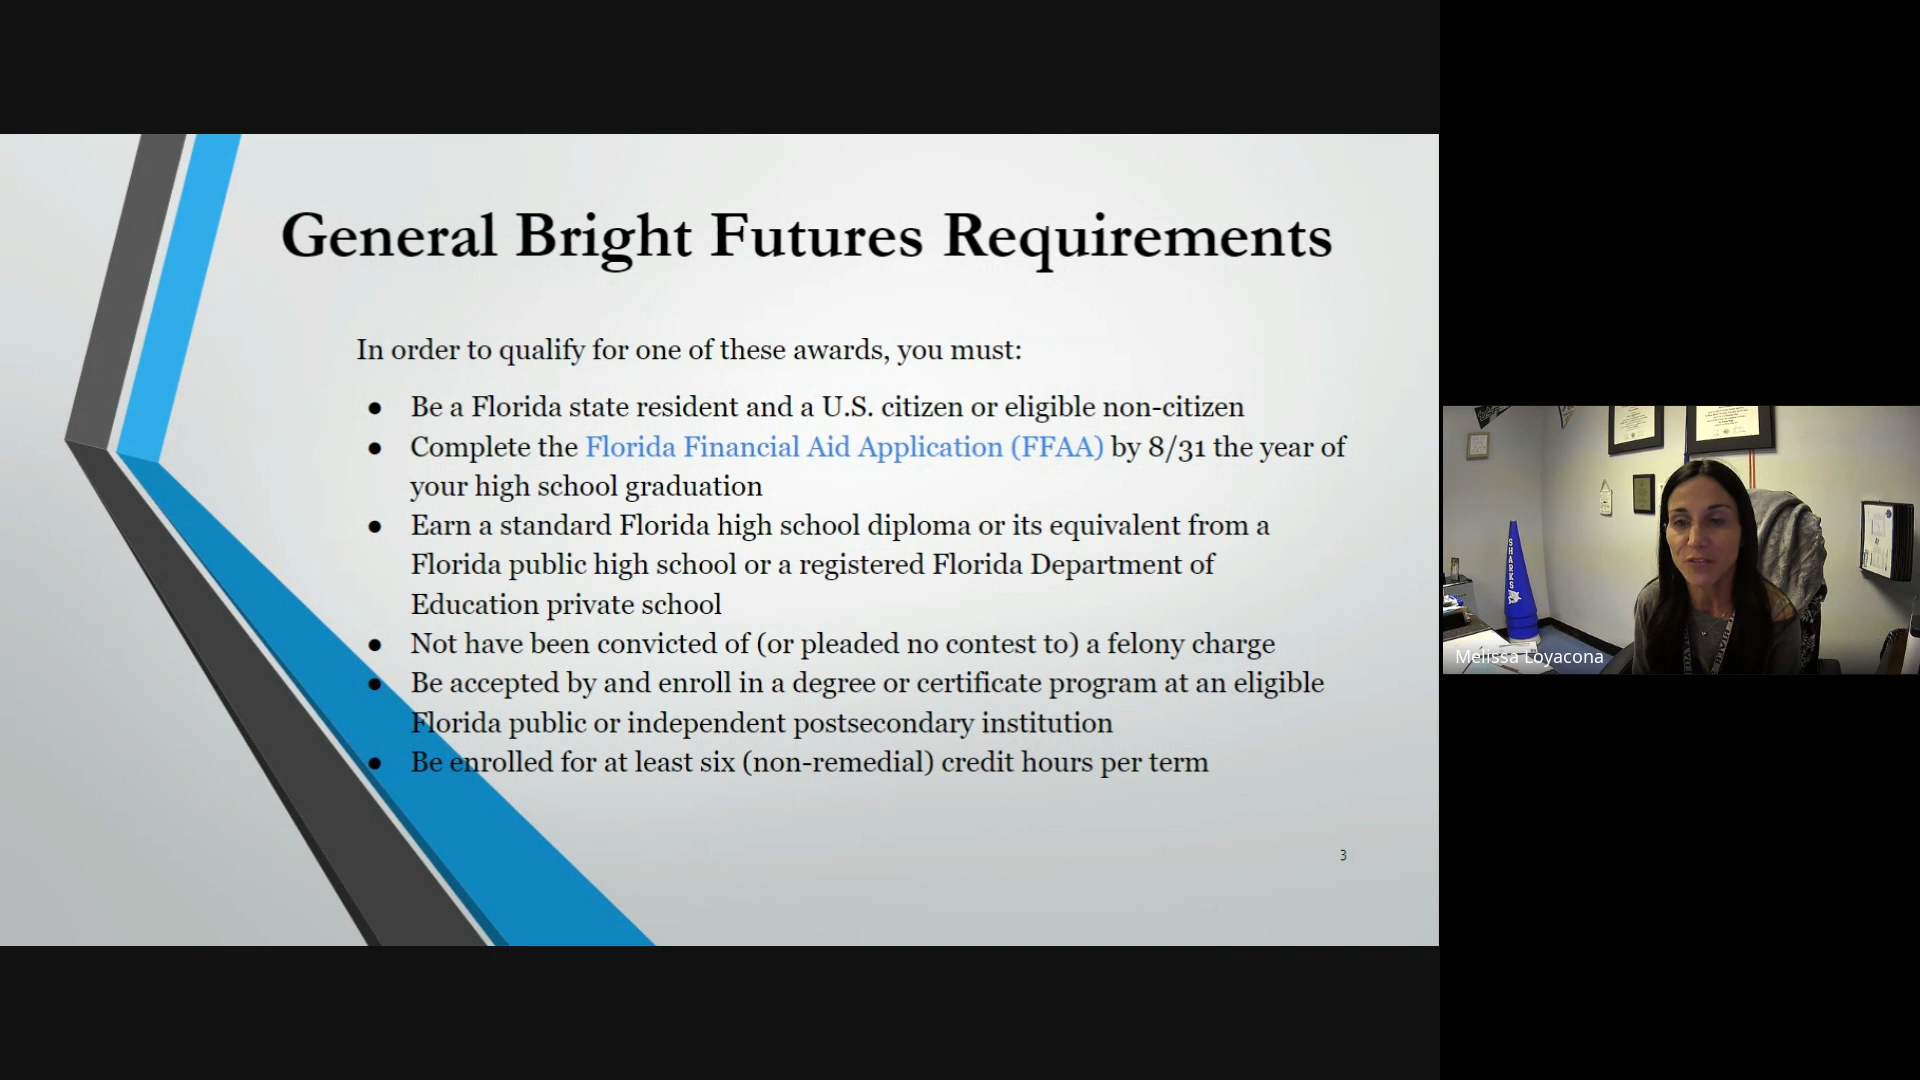 General Bright Futures Requirements
In order to qualify for one of these awards, you must:
● Be a Florida state resident and a U.S. citizen or eligible non-citizen
● Complete the Florida Financial Aid Application (FFAA) by 8/31 the year of
your high school graduation
● Earn a standard Florida high school diploma or its equivalent from a
Florida public high school or a registered Florida Department of
Education private school
● Not have been convicted of (or pleaded no contest to) a felony charge
● Be accepted by and enroll in a degree or certificate program at an eligible
Florida public or independent postsecondary institution
● Be enrolled for at least six (non-remedial) credit hours per term
3
SHARKS
Melissa Loyacona